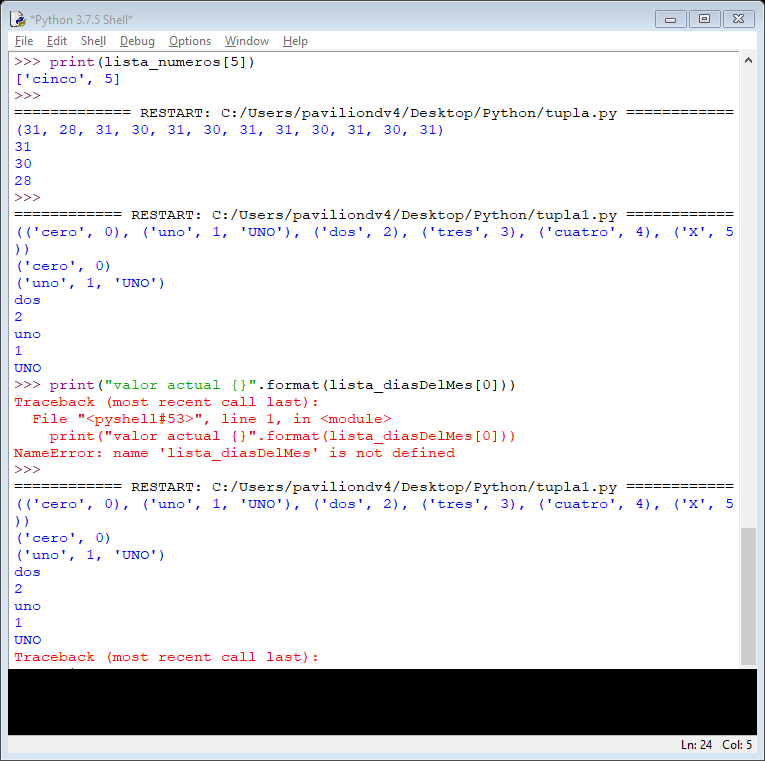 *Python 3.7.5 Shell*
File Edit Shell Debug Options Window Help
>>> print(lista_numeros[5])
['cinco', 5]
>>>
============= RESTART: C:/Users/paviliondv4/Desktop/Python/tupla.py ============
(31, 28, 31, 30, 31, 30, 31, 31, 30, 31, 30, 31)
31
30
28
>>>
============ RESTART: C:/Users/paviliondv4/Desktop/Python/tupla1.py ============
(('cero', 0), ('uno', 1, 'UNO'), ('dos', 2), ('tres', 3), ('cuatro', 4), ('X', 5
))
('cero', 0)
('uno', 1, 'UNO')
dos
2
uno
1
UNO
>>> print("valor actual {}".format(lista_diasDelMes[0]))
Traceback (most recent call last):
  File "<pyshell#53>", line 1, in <module>
    print("valor actual {}".format(lista_diasDelMes[0]))
NameError: name 'lista_diasDelMes' is not defined
>>>
============ RESTART: C:/Users/paviliondv4/Desktop/Python/tupla1.py ============
(('cero', 0), ('uno', 1, 'UNO'), ('dos', 2), ('tres', 3), ('cuatro', 4), ('X', 5
))
('cero', 0)
('uno', 1, 'UNO')
dos
2
uno
1
UNO
Traceback (most recent call last):
Ln: 24 Col: 5